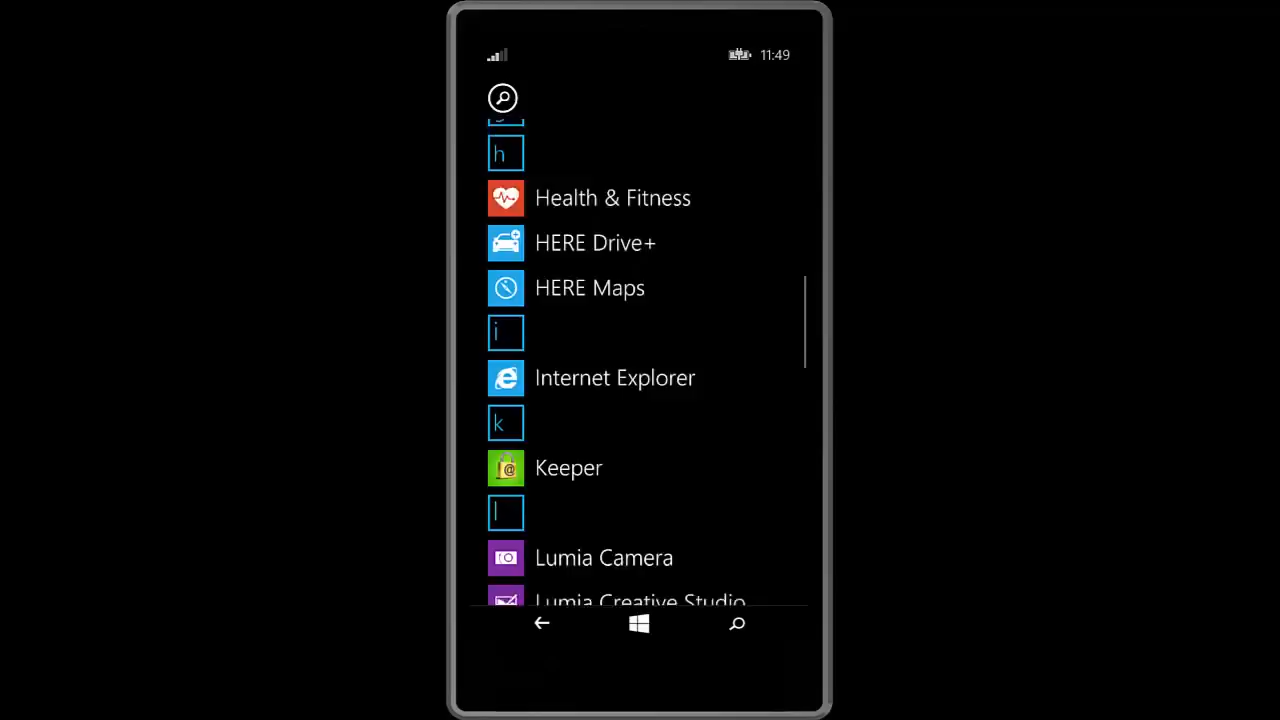 11:49
h
Health & Fitness
HERE Drive+
HERE Maps
i
Internet Explorer
k
Keeper
l
Lumia Camera
Lumia Creative Studio